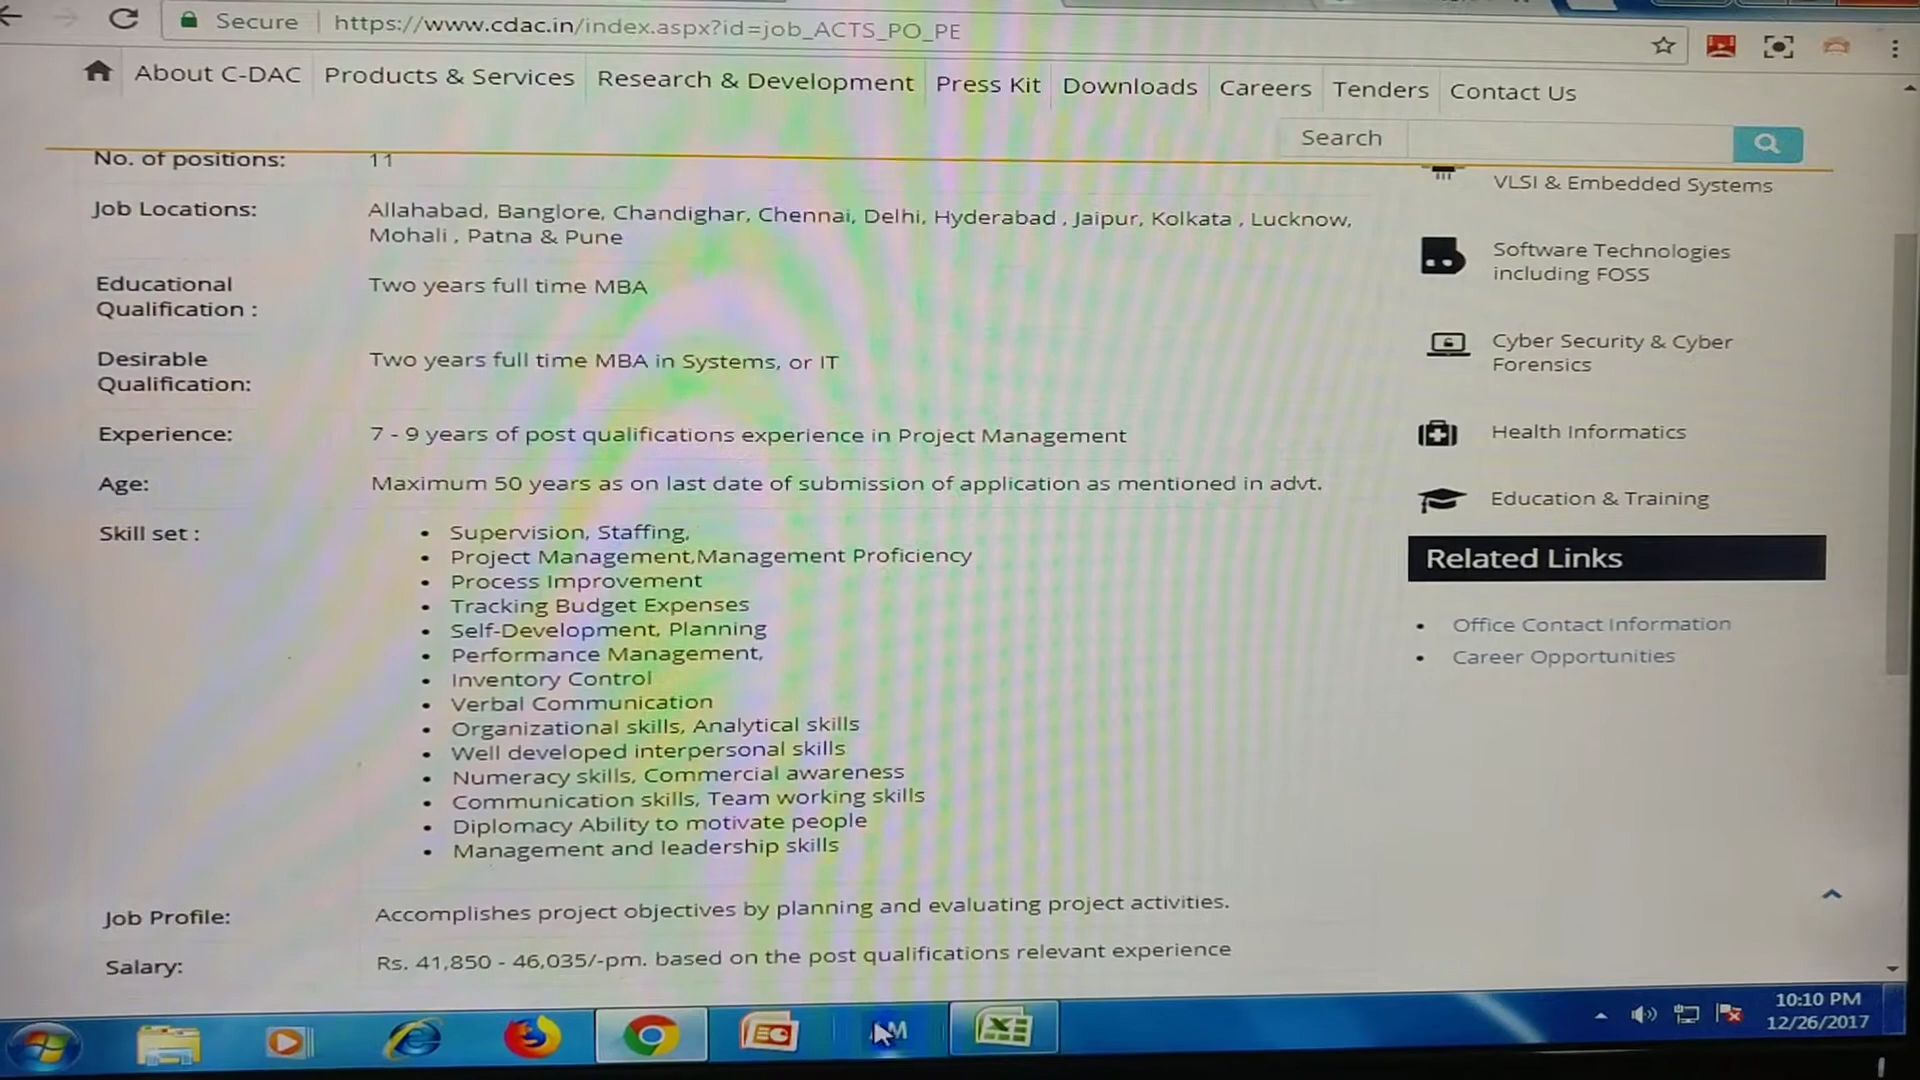 Secure https://www.cdac.in/index.aspx?id=job_ACTS_PO_PE
About C-DAC Products & Services Research & Development Press Kit Downloads Careers Tenders Contact Us
Search
No. of positions: 11
Job Locations: Allahabad, Banglore, Chandighar, Chennai, Delhi, Hyderabad , Jaipur, Kolkata , Lucknow,
Mohali , Patna & Pune
Educational Qualification : Two years full time MBA
Desirable Qualification: Two years full time MBA in Systems, or IT
Experience: 7 - 9 years of post qualifications experience in Project Management
Age: Maximum 50 years as on last date of submission of application as mentioned in advt.
Skill set :
• Supervision, Staffing,
• Project Management,Management Proficiency
• Process Improvement
• Tracking Budget Expenses
• Self-Development, Planning
• Performance Management,
• Inventory Control
• Verbal Communication
• Organizational skills, Analytical skills
• Well developed interpersonal skills
• Numeracy skills, Commercial awareness
• Communication skills, Team working skills
• Diplomacy Ability to motivate people
• Management and leadership skills
Job Profile: Accomplishes project objectives by planning and evaluating project activities.
Salary: Rs. 41,850 - 46,035/-pm. based on the post qualifications relevant experience
VLSI & Embedded Systems
Software Technologies
including FOSS
Cyber Security & Cyber
Forensics
Health Informatics
Education & Training
Related Links
• Office Contact Information
• Career Opportunities
10:10 PM
12/26/2017